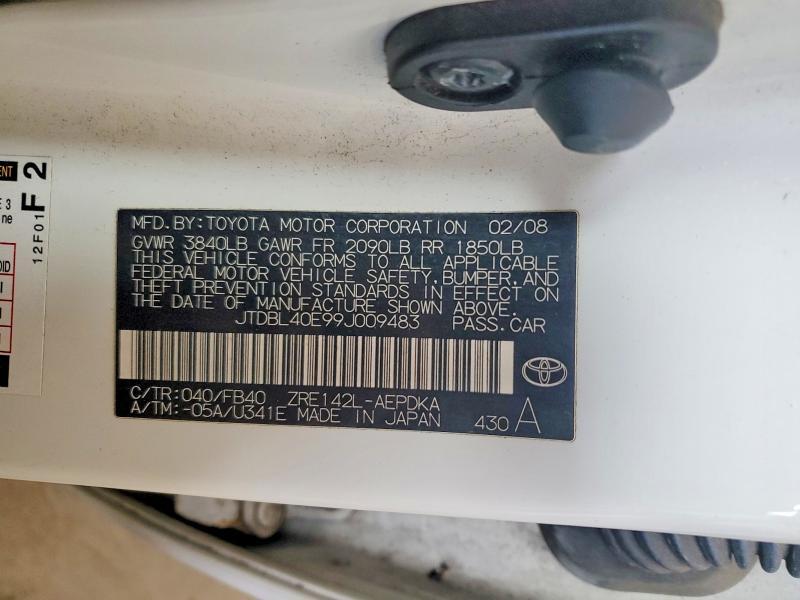 MFD.BY:TOYOTA MOTOR CORPORATION 02/08
GVWR 3840LB GAWR FR 2090LB RR 1850LB
THIS VEHICLE CONFORMS TO ALL APPLICABLE
FEDERAL MOTOR VEHICLE SAFETY,BUMPER,AND
THEFT PREVENTION STANDARDS IN EFFECT ON
THE DATE OF MANUFACTURE SHOWN ABOVE.
JTDBL40E99J009483 PASS.CAR
C/TR:040/FB40 ZRE142L-AEPDKA
A/TM:-05A/U341E MADE IN JAPAN 430 A
F 2
12F01